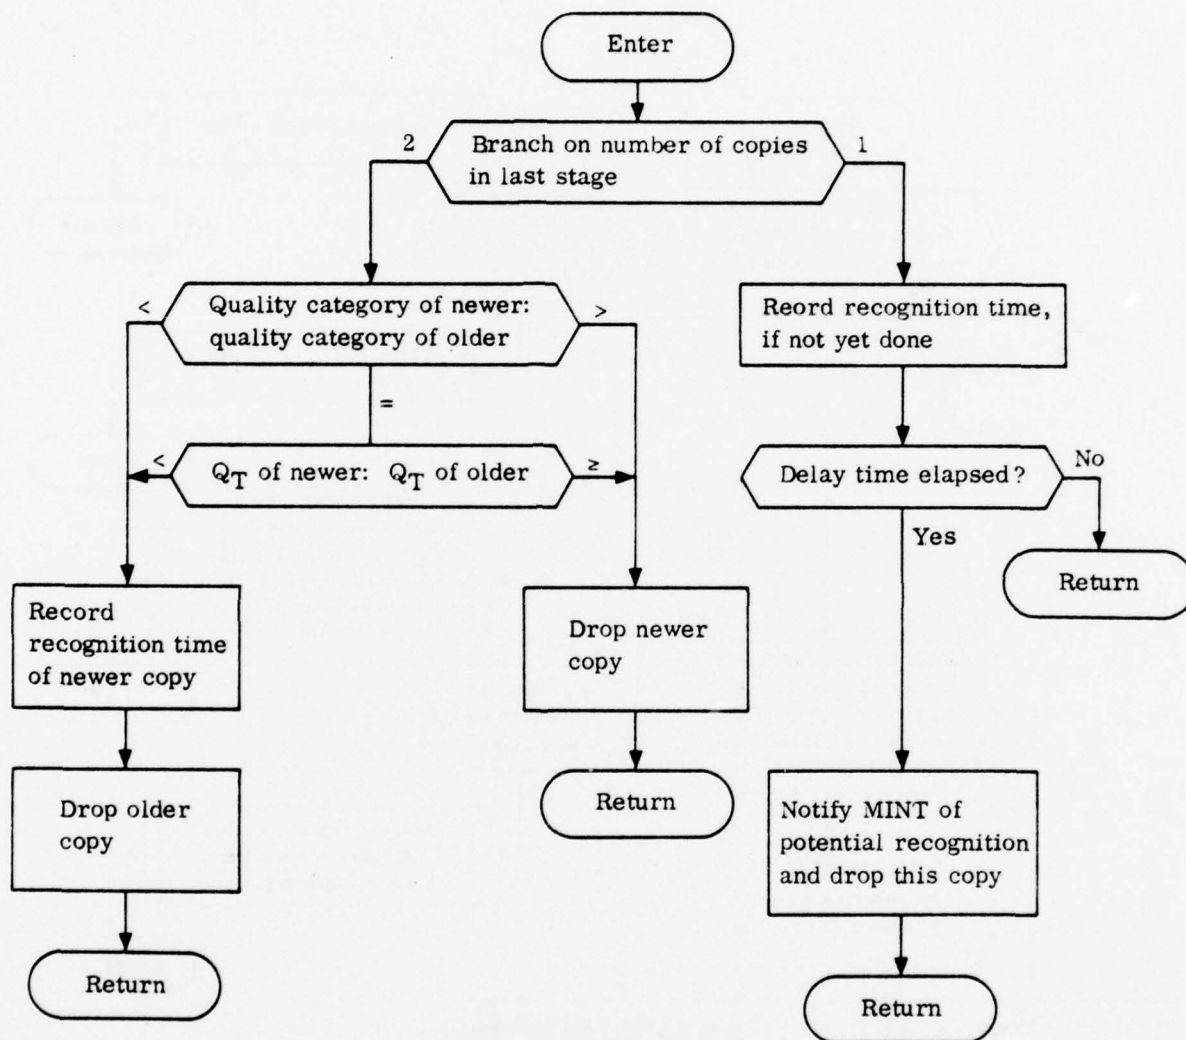 Enter
2
Branch on number of copies
in last stage
1
<
Quality category of newer:
quality category of older
>
Reord recognition time,
if not yet done
=
<
QT of newer: QT of older
≥
Delay time elapsed?
No
Yes
Return
Record
recognition time
of newer copy
Drop newer
copy
Drop older
copy
Return
Notify MINT of
potential recognition
and drop this copy
Return
Return